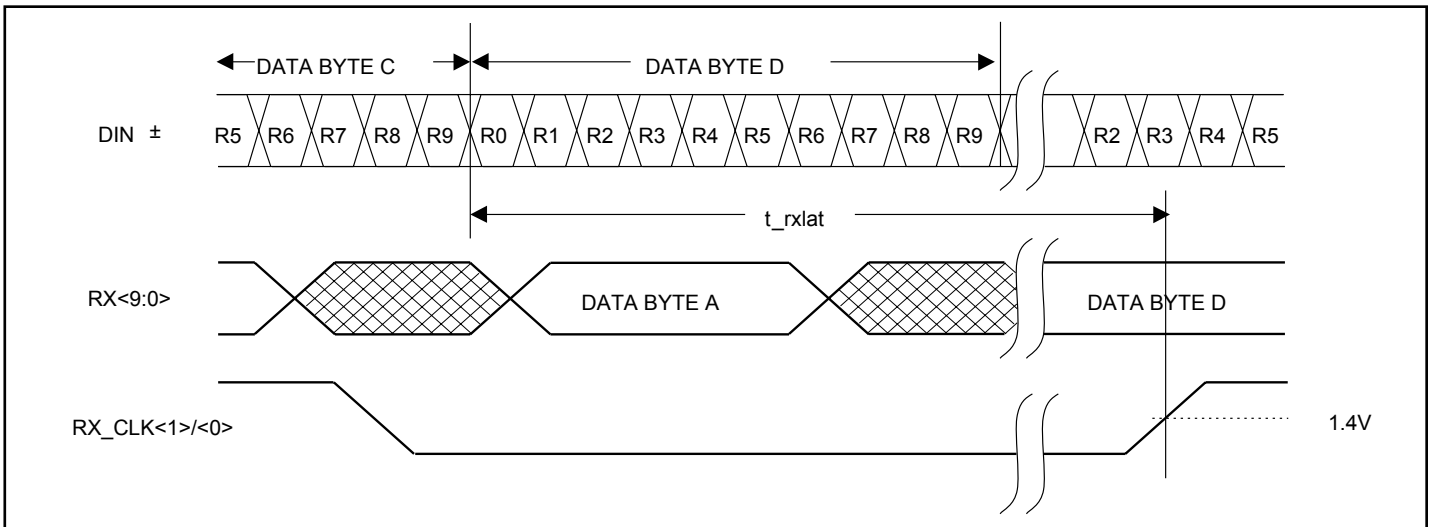 DATA BYTE C DATA BYTE D
DIN ± R5 R6 R7 R8 R9 R0 R1 R2 R3 R4 R5 R6 R7 R8 R9 R2 R3 R4 R5
t_rxlat
RX<9:0> DATA BYTE A DATA BYTE D
RX_CLK<1>/<0> 1.4V